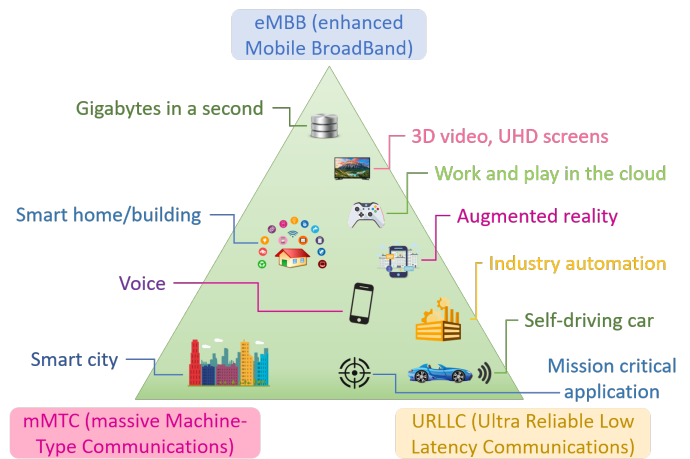 eMBB (enhanced
Mobile BroadBand)
Gigabytes in a second
3D video, UHD screens
Work and play in the cloud
Smart home/building
Augmented reality
Industry automation
Voice
Self-driving car
Smart city
Mission critical
application
mMTC (massive Machine-
Type Communications)
URLLC (Ultra Reliable Low
Latency Communications)